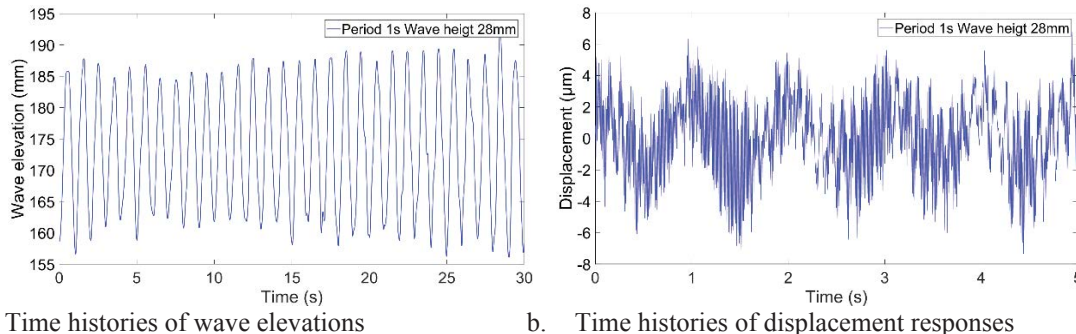 195
190
185
180
175
170
165
160
155
Wave elevation (mm)
Period 1s Wave heigt 28mm
0 5 10 15 20 25 30
Time (s)
8
6
4
2
0
-2
-4
-6
-8
Displacement (μm)
Period 1s Wave heigt 28mm
0 1 2 3 4 5
Time (s)
Time histories of wave elevations
b. Time histories of displacement responses